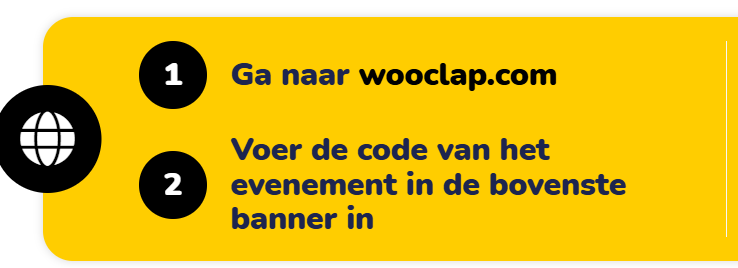 1
Ga naar wooclap.com
2
Voer de code van het
evenement in de bovenste
banner in